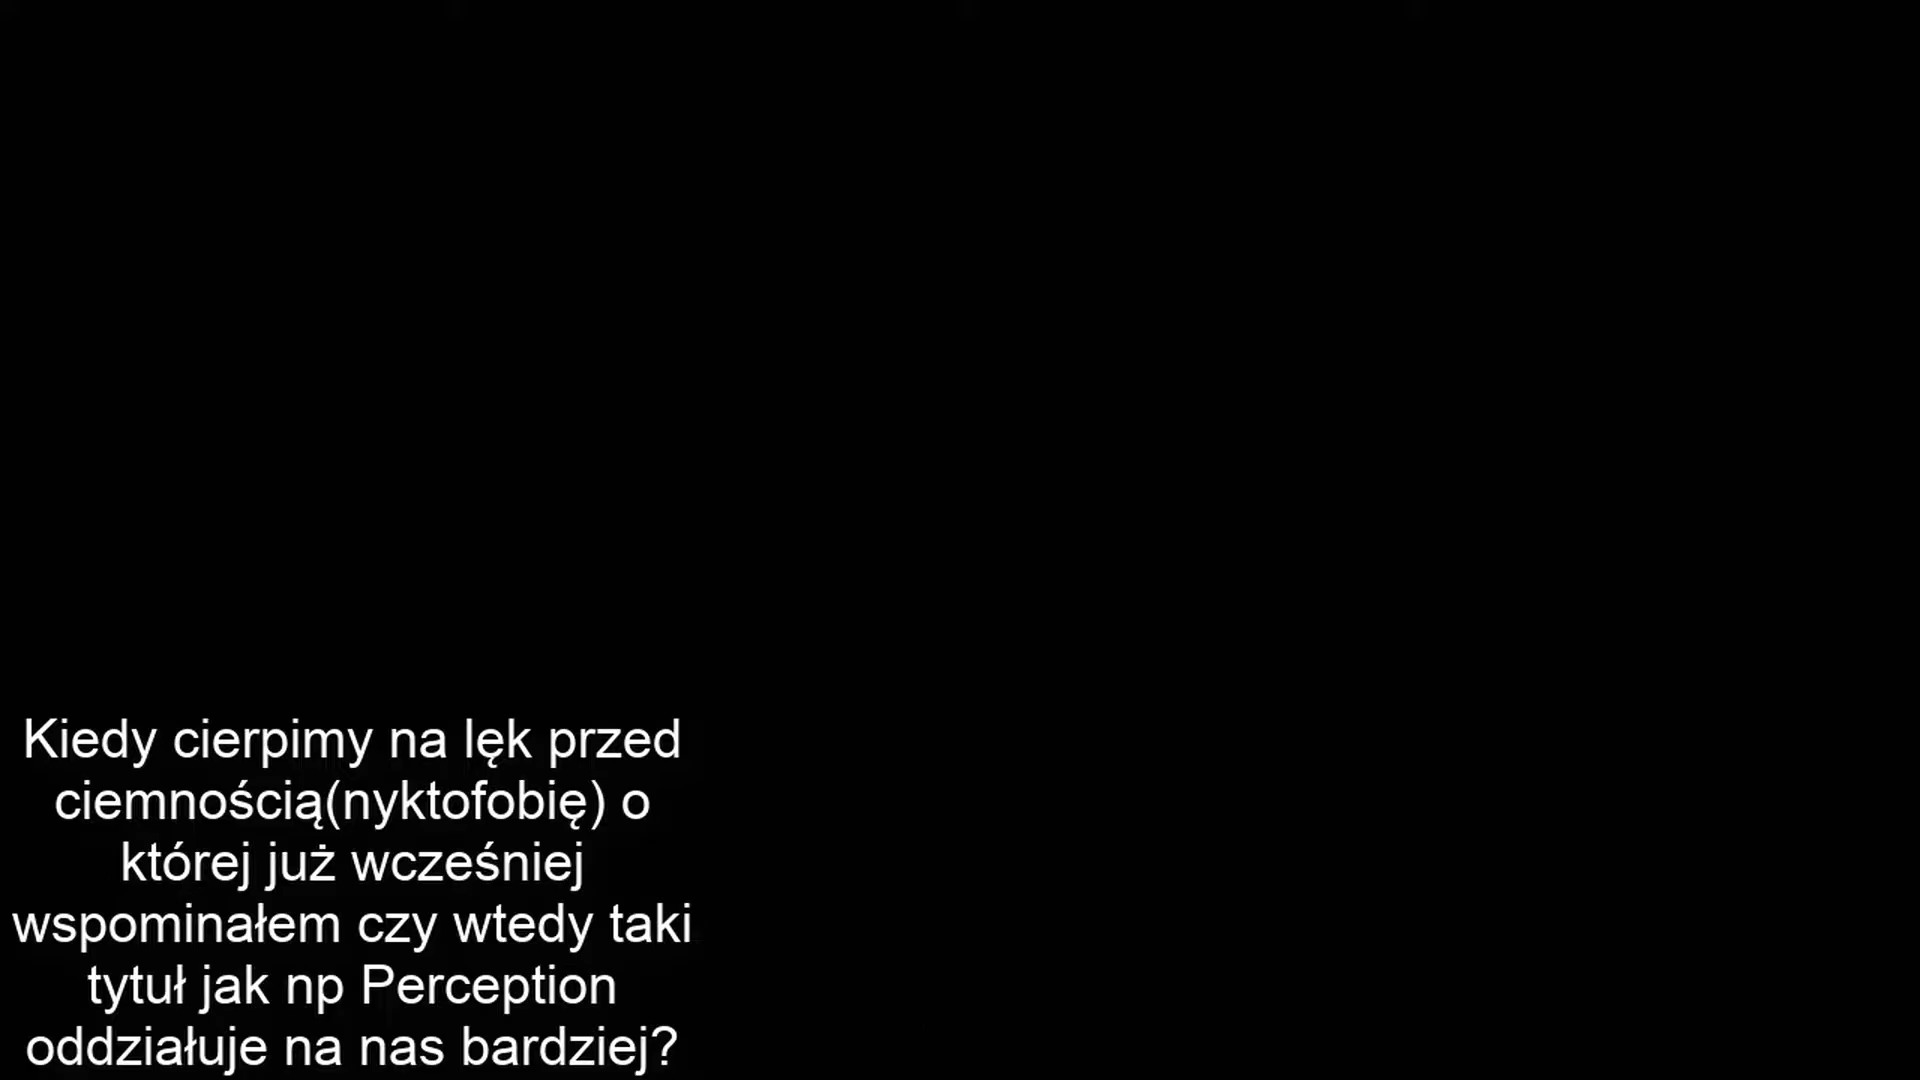 Kiedy cierpimy na lęk przed
ciemnością(nyktofobię) o
której już wcześniej
wspominałem czy wtedy taki
tytuł jak np Perception
oddziałuje na nas bardziej?